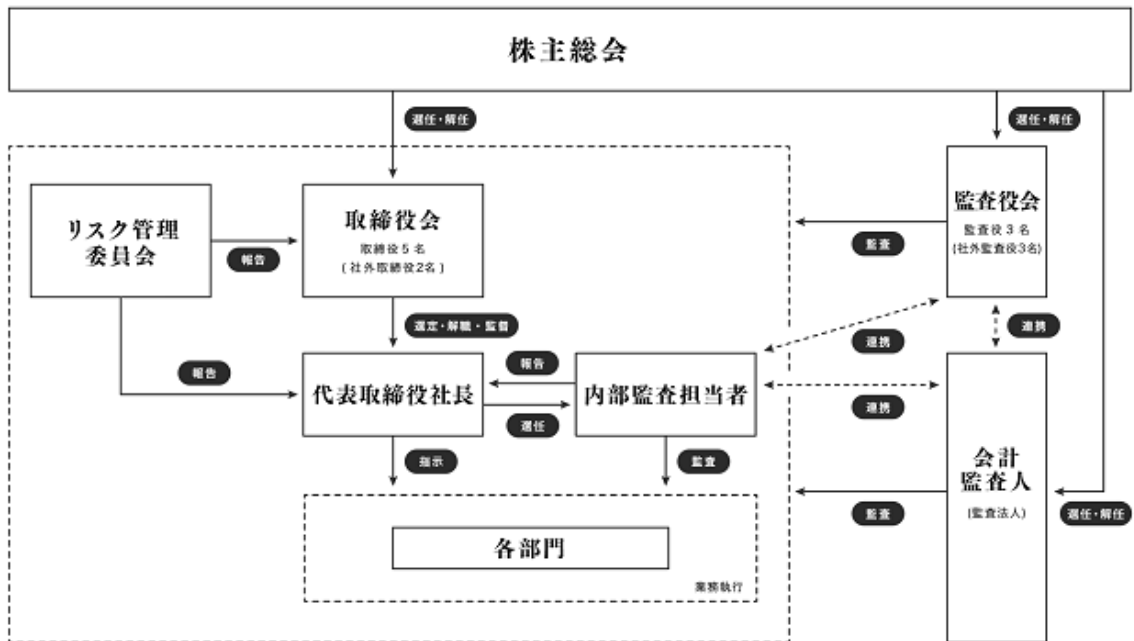 株主総会
選任・解任
選任・解任
リスク管理
委員会
報告
取締役会
取締役5名
(社外取締役2名)
監査役会
監査役3名
(社外監査役3名)
監査
選定・解職・監督
連携
連携
報告
代表取締役社長
報告
選任
内部監査担当者
連携
指示
監査
会計
監査人
(監査法人)
監査
選任・解任
各部門
業務執行